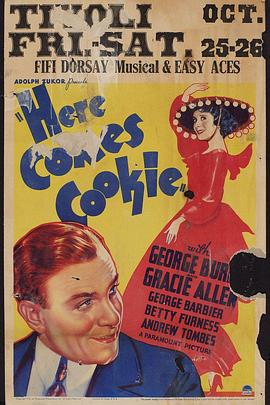 TIVOLI OCT.
FRI-SAT. 25-26
FIFI DORSAY Musical & EASY ACES
ADOLPH ZUKOR Presents
"Here
Comes
Cookie"
with
GEORGE BUR
GRACIE ALLEN
GEORGE BARBIER
BETTY FURNESS
ANDREW TOMBES
A PARAMOUNT PICTURE